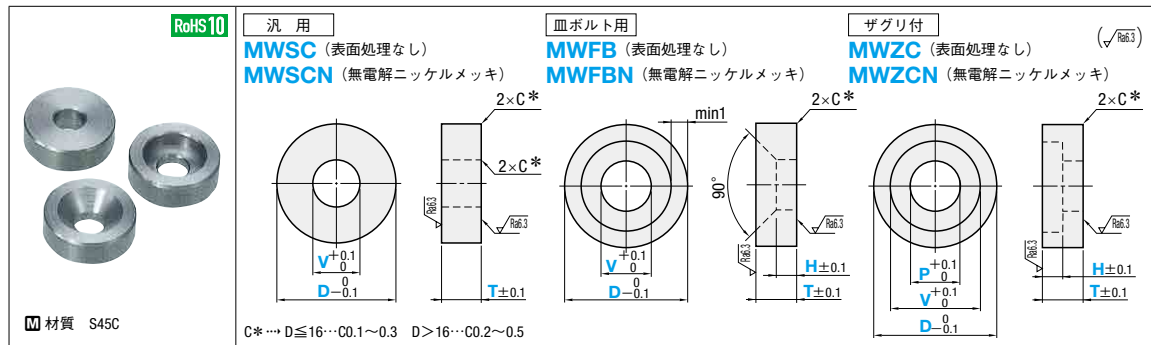 RoHS10
M 材質 S45C
汎 用
MWSC (表面処理なし)
MWSCN (無電解ニッケルメッキ)
2×C*
2×C*
Ra6.3
Ra6.3
V+0.1 0
D 0 −0.1
T±0.1
C*…D≦16…C0.1〜0.3 D>16…C0.2〜0.5
皿ボルト用
MWFB (表面処理なし)
MWFBN (無電解ニッケルメッキ)
min1
90°
Ra6.3
Ra6.3
V+0.1 0
H±0.1
D 0 −0.1
T±0.1
ザグリ付
MWZC (表面処理なし)
MWZCN (無電解ニッケルメッキ)
(Ra6.3)
2×C*
Ra6.3
Ra6.3
P+0.1 0
H±0.1
V+0.1 0
T±0.1
D 0 −0.1